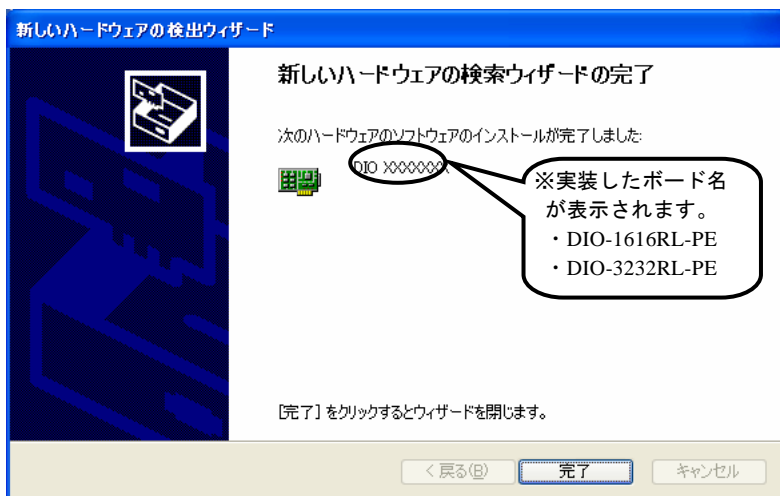 新しいハードウェアの検出ウィザード
新しいハードウェアの検索ウィザードの完了
次のハードウェアのソフトウェアのインストールが完了しました:
DIO XXXXXXX
※実装したボード名
が表示されます。
・DIO-1616RL-PE
・DIO-3232RL-PE
[完了] をクリックするとウィザードを閉じます。
< 戻る(B) 完了 キャンセル